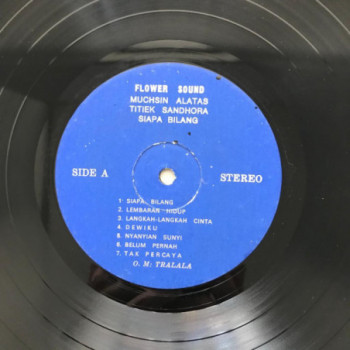 FLOWER SOUND
MUCHSIN ALATAS
TITIEK SANDHORA
SIAPA BILANG
SIDE A STEREO
1 SIAPA BILANG
2. LEMBARAN HIDUP
3. LANGKAH-LANGKAH CINTA
4. DEWIKU
5. NYANYIAN SUNYI
6. BELUM PERNAH
7. TAK PERCAYA
O. M: TRALALA